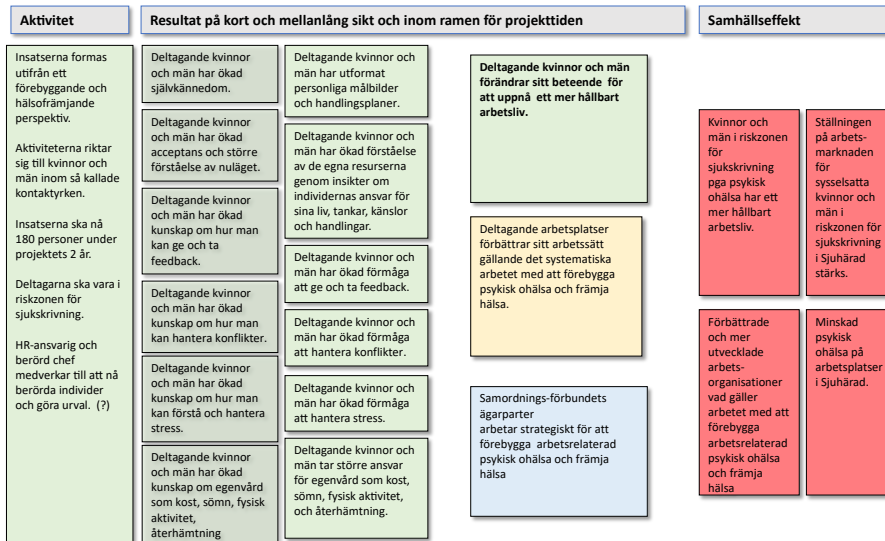 Aktivitet
Resultat på kort och mellanlång sikt och inom ramen för projekttiden
Samhällseffekt
Insatserna formas
utifrån ett
förebyggande och
hälsofrämjande
perspektiv.
Aktiviteterna riktar
sig till kvinnor och
män inom så kallade
kontaktyrken.
Insatserna ska nå
180 personer under
projektets 2 år.
Deltagarna ska vara i
riskzonen för
sjukskrivning.
HR-ansvarig och
berörd chef
medverkar till att nå
berörda individer
och göra urval. (?)
Deltagande kvinnor
och män har ökad
självkännedom.
Deltagande kvinnor
och män har ökad
acceptans och större
förståelse av nuläget.
Deltagande kvinnor
och män har ökad
kunskap om hur man
kan ge och ta
feedback.
Deltagande kvinnor
och män har ökad
kunskap om hur man
kan hantera konflikter.
Deltagande kvinnor
och män har ökad
kunskap om hur man
kan förstå och hantera
stress.
Deltagande kvinnor
och män har ökad
kunskap om egenvård
som kost, sömn, fysisk
aktivitet,
återhämtning
Deltagande kvinnor och
män har utformat
personliga målbilder
och handlingsplaner.
Deltagande kvinnor och
män har ökad förståelse
av de egna resurserna
genom insikter om
individernas ansvar för
sina liv, tankar, känslor
och handlingar.
Deltagande kvinnor och
män har ökad förmåga
att ge och ta feedback.
Deltagande kvinnor och
män har ökad förmåga
att hantera konflikter.
Deltagande kvinnor och
män har ökad förmåga
att hantera stress.
Deltagande kvinnor och
män tar större ansvar
för egenvård som kost,
sömn, fysisk aktivitet,
och återhämtning.
Deltagande kvinnor och män
förändrar sitt beteende för
att uppnå ett mer hållbart
arbetsliv.
Deltagande arbetsplatser
förbättrar sitt arbetssätt
gällande det systematiska
arbetet med att förebygga
psykisk ohälsa och främja
hälsa.
Samordnings-förbundets
ägarparter
arbetar strategiskt för att
förebygga arbetsrelaterad
psykisk ohälsa och främja
hälsa
Kvinnor och
män i riskzonen
för
sjukskrivning
pga psykisk
ohälsa har ett
mer hållbart
arbetsliv.
Ställningen
på arbets-
marknaden
för
sysselsatta
kvinnor och
män i
riskzonen för
sjukskrivning
i Sjuhärad
stärks.
Förbättrade
och mer
utvecklade
arbets-
organisationer
vad gäller
arbetet med att
förebygga
arbetsrelaterad
psykisk ohälsa
och främja
hälsa
Minskad
psykisk
ohälsa på
arbetsplatser
i Sjuhärad.